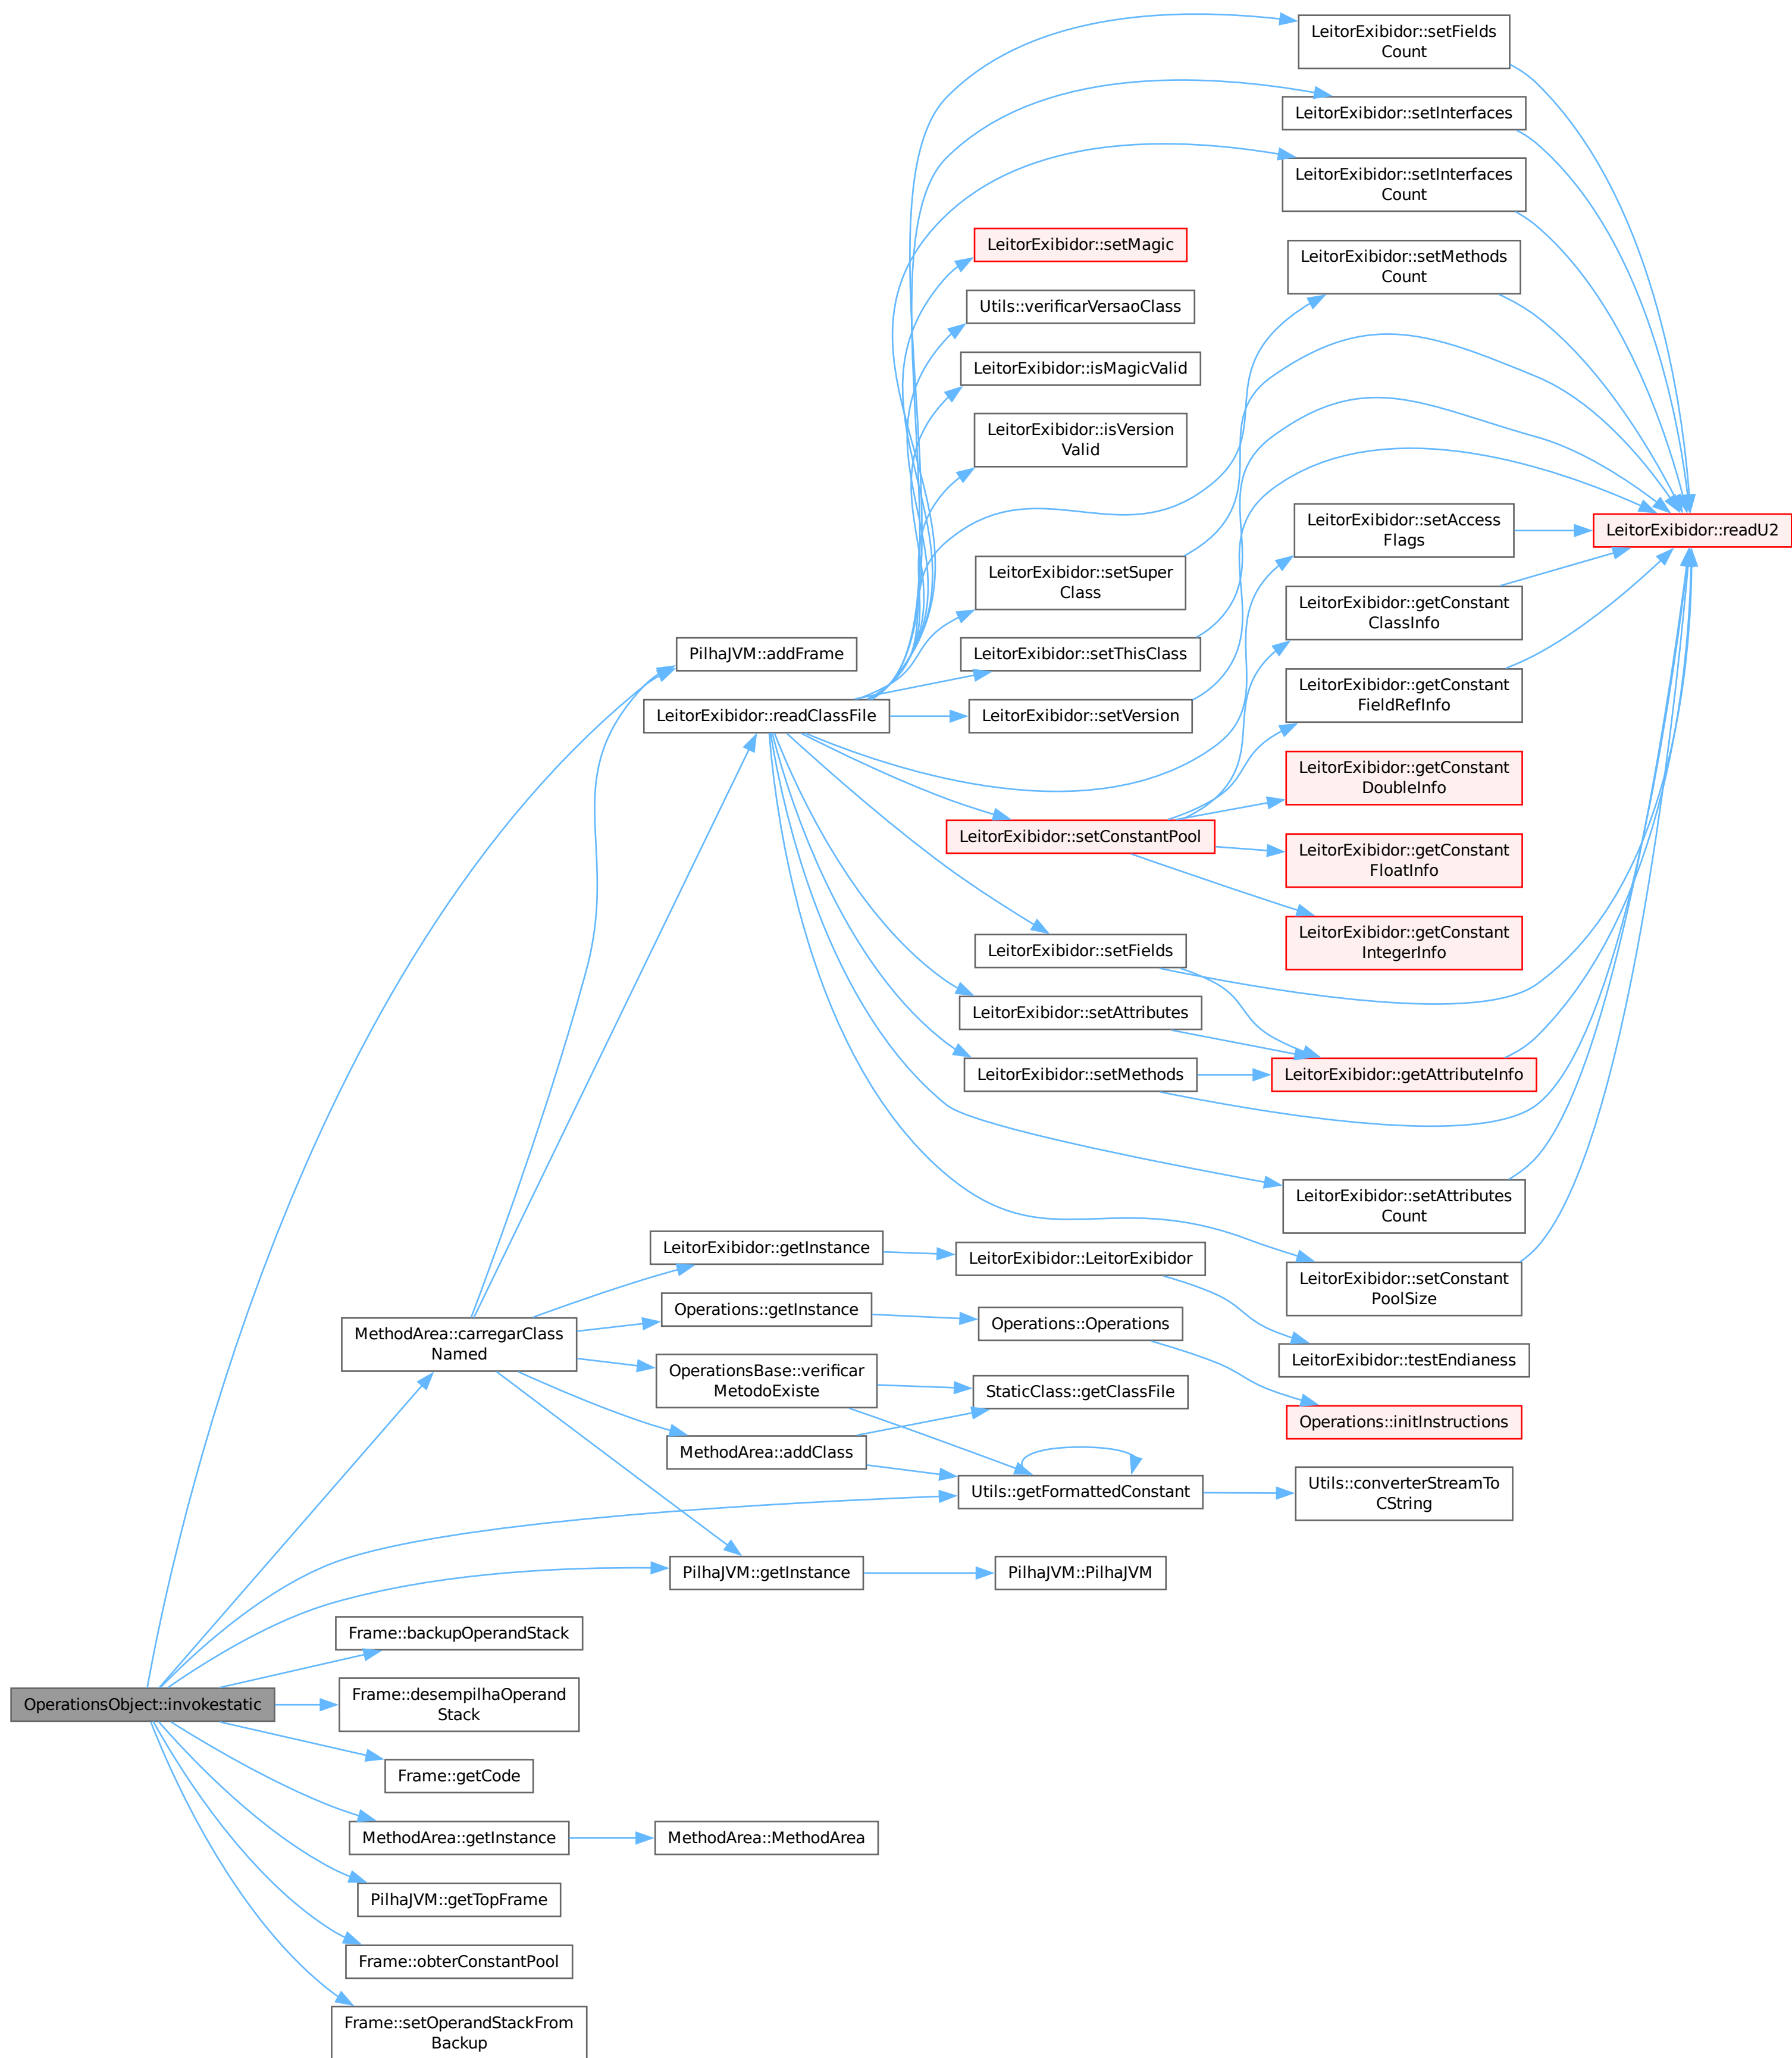 LeitorExibidor::setFields
Count
LeitorExibidor::setInterfaces
LeitorExibidor::setInterfaces
Count
LeitorExibidor::setMagic
LeitorExibidor::setMethods
Count
Utils::verificarVersaoClass
LeitorExibidor::isMagicValid
LeitorExibidor::isVersion
Valid
LeitorExibidor::setAccess
Flags
LeitorExibidor::readU2
LeitorExibidor::setSuper
Class
LeitorExibidor::getConstant
ClassInfo
PilhaJVM::addFrame
LeitorExibidor::setThisClass
LeitorExibidor::getConstant
FieldRefInfo
LeitorExibidor::readClassFile
LeitorExibidor::setVersion
LeitorExibidor::getConstant
DoubleInfo
LeitorExibidor::setConstantPool
LeitorExibidor::getConstant
FloatInfo
LeitorExibidor::getConstant
IntegerInfo
LeitorExibidor::setFields
LeitorExibidor::setAttributes
LeitorExibidor::setMethods
LeitorExibidor::getAttributeInfo
LeitorExibidor::setAttributes
Count
LeitorExibidor::getInstance
LeitorExibidor::LeitorExibidor
LeitorExibidor::setConstant
PoolSize
Operations::getInstance
Operations::Operations
MethodArea::carregarClass
Named
LeitorExibidor::testEndianess
OperationsBase::verificar
MetodoExiste
StaticClass::getClassFile
Operations::initInstructions
MethodArea::addClass
Utils::getFormattedConstant
Utils::converterStreamTo
CString
PilhaJVM::getInstance
PilhaJVM::PilhaJVM
Frame::backupOperandStack
OperationsObject::invokestatic
Frame::desempilhaOperand
Stack
Frame::getCode
MethodArea::getInstance
MethodArea::MethodArea
PilhaJVM::getTopFrame
Frame::obterConstantPool
Frame::setOperandStackFrom
Backup